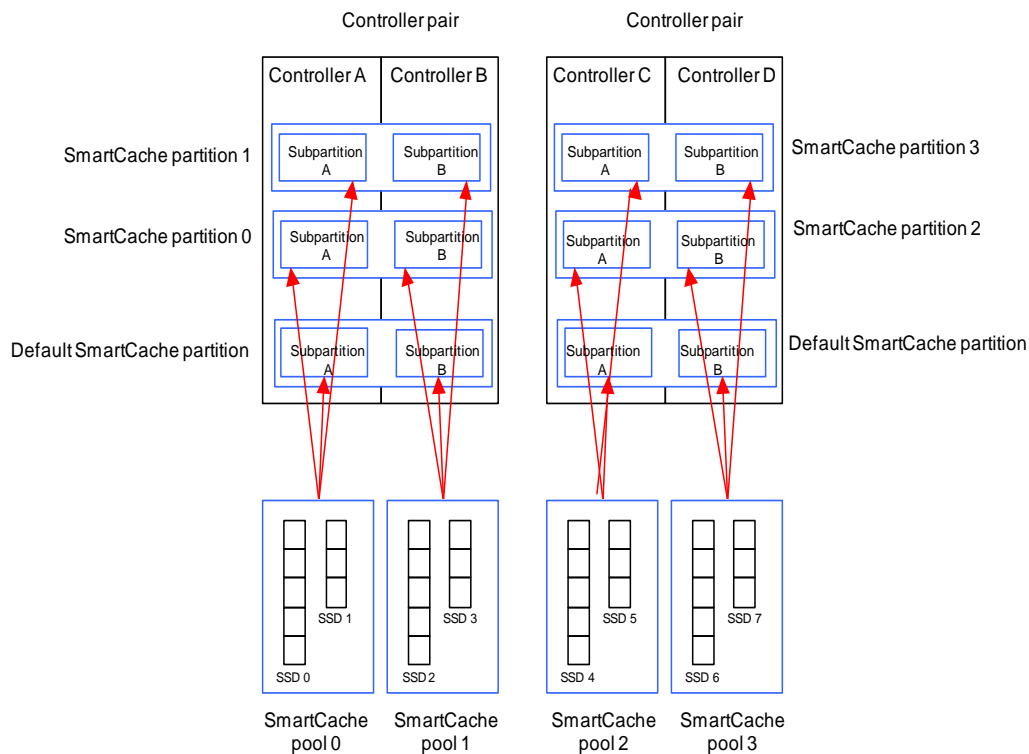 Controller pair
Controller pair
Controller A
Controller B
Controller C
Controller D
SmartCache partition 1
Subpartition
A
Subpartition
B
Subpartition
A
Subpartition
B
SmartCache partition 3
SmartCache partition 0
Subpartition
A
Subpartition
B
Subpartition
A
Subpartition
B
SmartCache partition 2
Default SmartCache partition
Subpartition
A
Subpartition
B
Subpartition
A
Subpartition
B
Default SmartCache partition
SSD 1
SSD 0
SSD 3
SSD 2
SSD 5
SSD 4
SSD 7
SSD 6
SmartCache
pool 0
SmartCache
pool 1
SmartCache
pool 2
SmartCache
pool 3